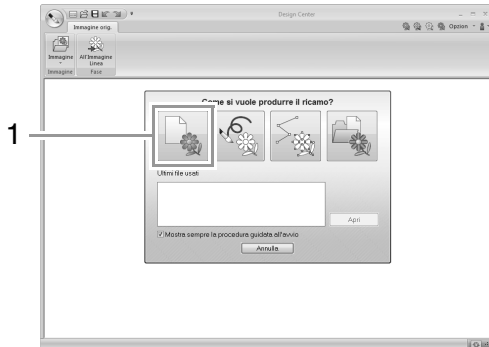 Design Center
Immagine orig.
Opzion
Immagine
All'Immagine
Linea
Immagine
Fase
Come si vuole produrre il ricamo?
1
Ultimi file usati
Apri
Mostra sempre la procedura guidata all'avvio
Annulla